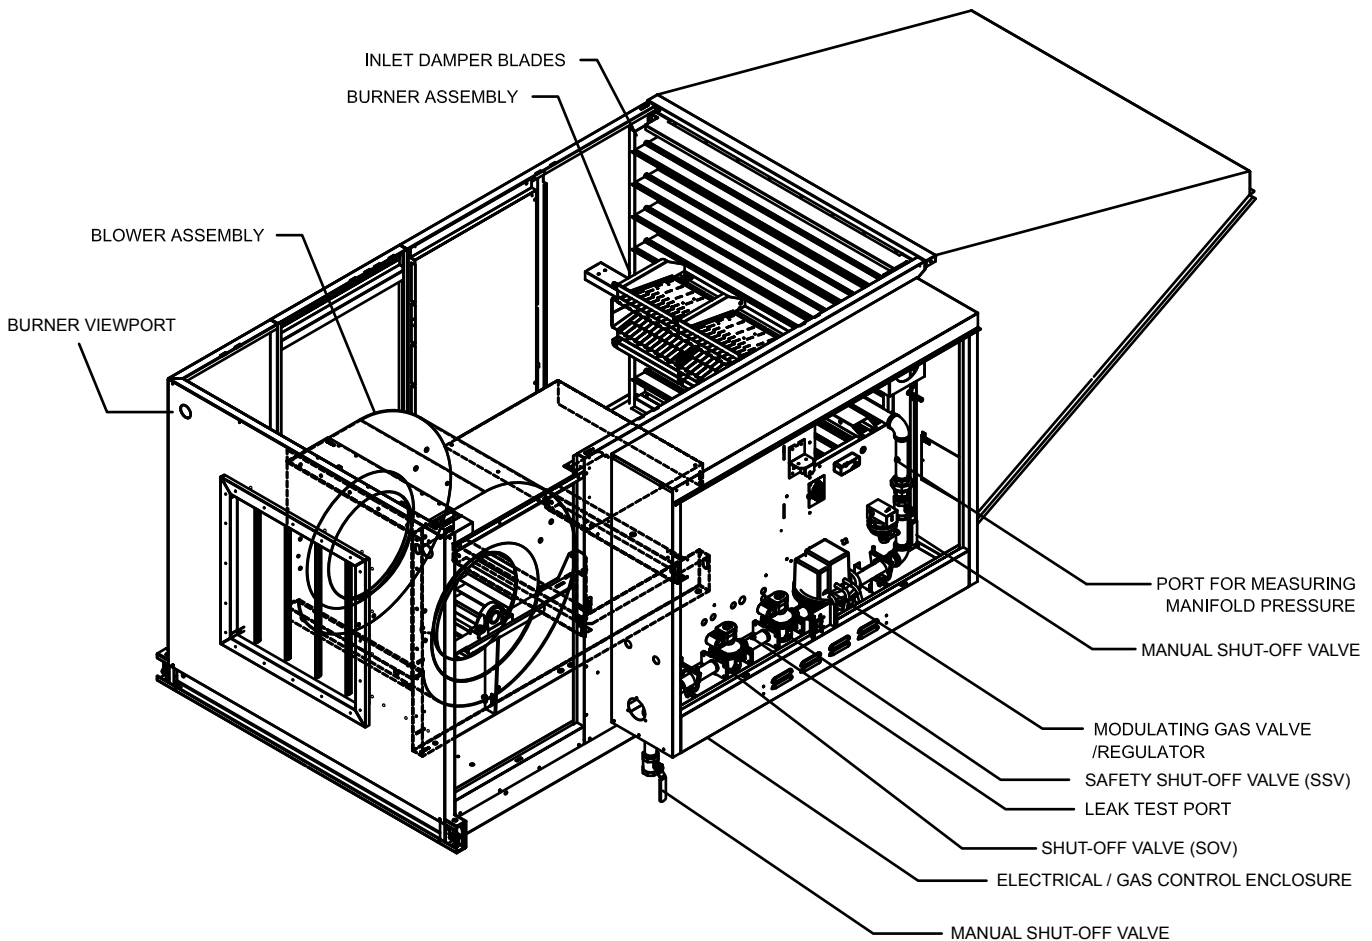 INLET DAMPER BLADES
BURNER ASSEMBLY
BLOWER ASSEMBLY
BURNER VIEWPORT
PORT FOR MEASURING
MANIFOLD PRESSURE
MANUAL SHUT-OFF VALVE
MODULATING GAS VALVE
/REGULATOR
SAFETY SHUT-OFF VALVE (SSV)
LEAK TEST PORT
SHUT-OFF VALVE (SOV)
ELECTRICAL / GAS CONTROL ENCLOSURE
MANUAL SHUT-OFF VALVE